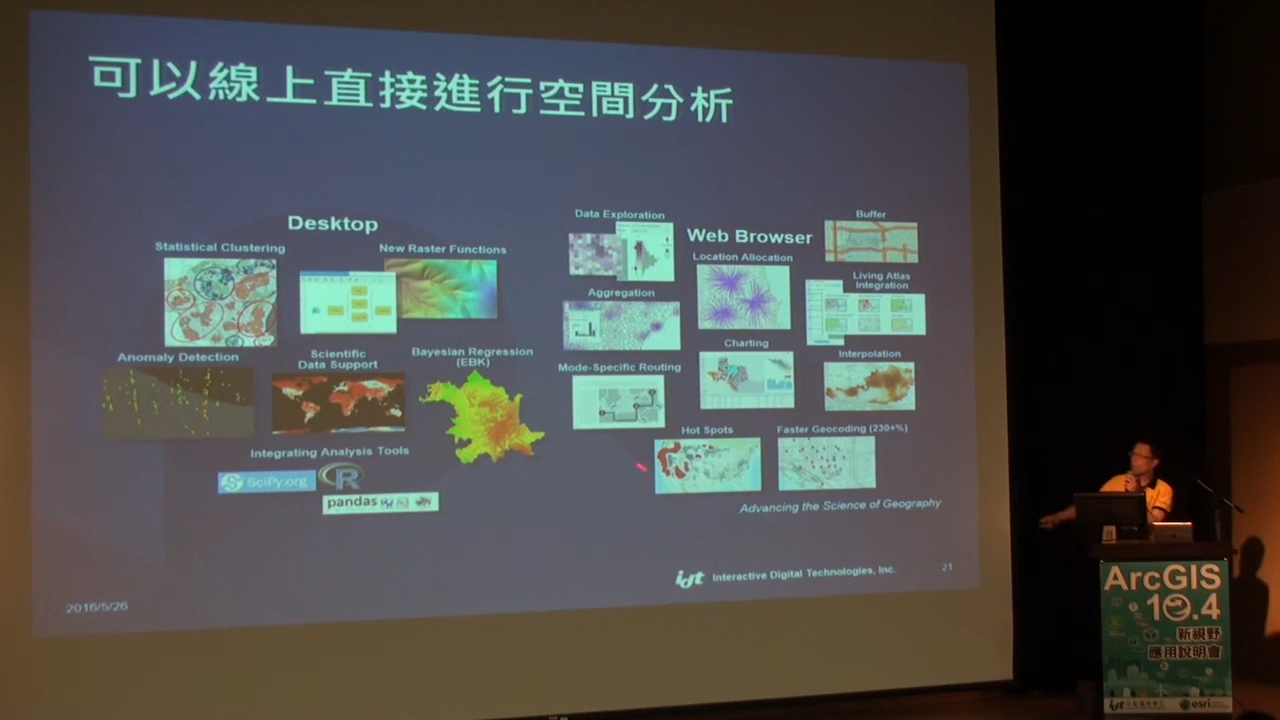 可以線上直接進行空間分析
Desktop
Statistical Clustering
New Raster Functions
Anomaly Detection
Scientific
Data Support
Bayesian Regression
(EBK)
Integrating Analysis Tools
SciPy.org
R
pandas
Data Exploration
Web Browser
Buffer
Location Allocation
Living Atlas
Integration
Aggregation
Charting
Mode-Specific Routing
Interpolation
Hot Spots
Faster Geocoding (230+%)
Advancing the Science of Geography
idt Interactive Digital Technologies, Inc.
21
2016/5/26
ArcGIS
10.4
新視野
應用說明會
idt
esri